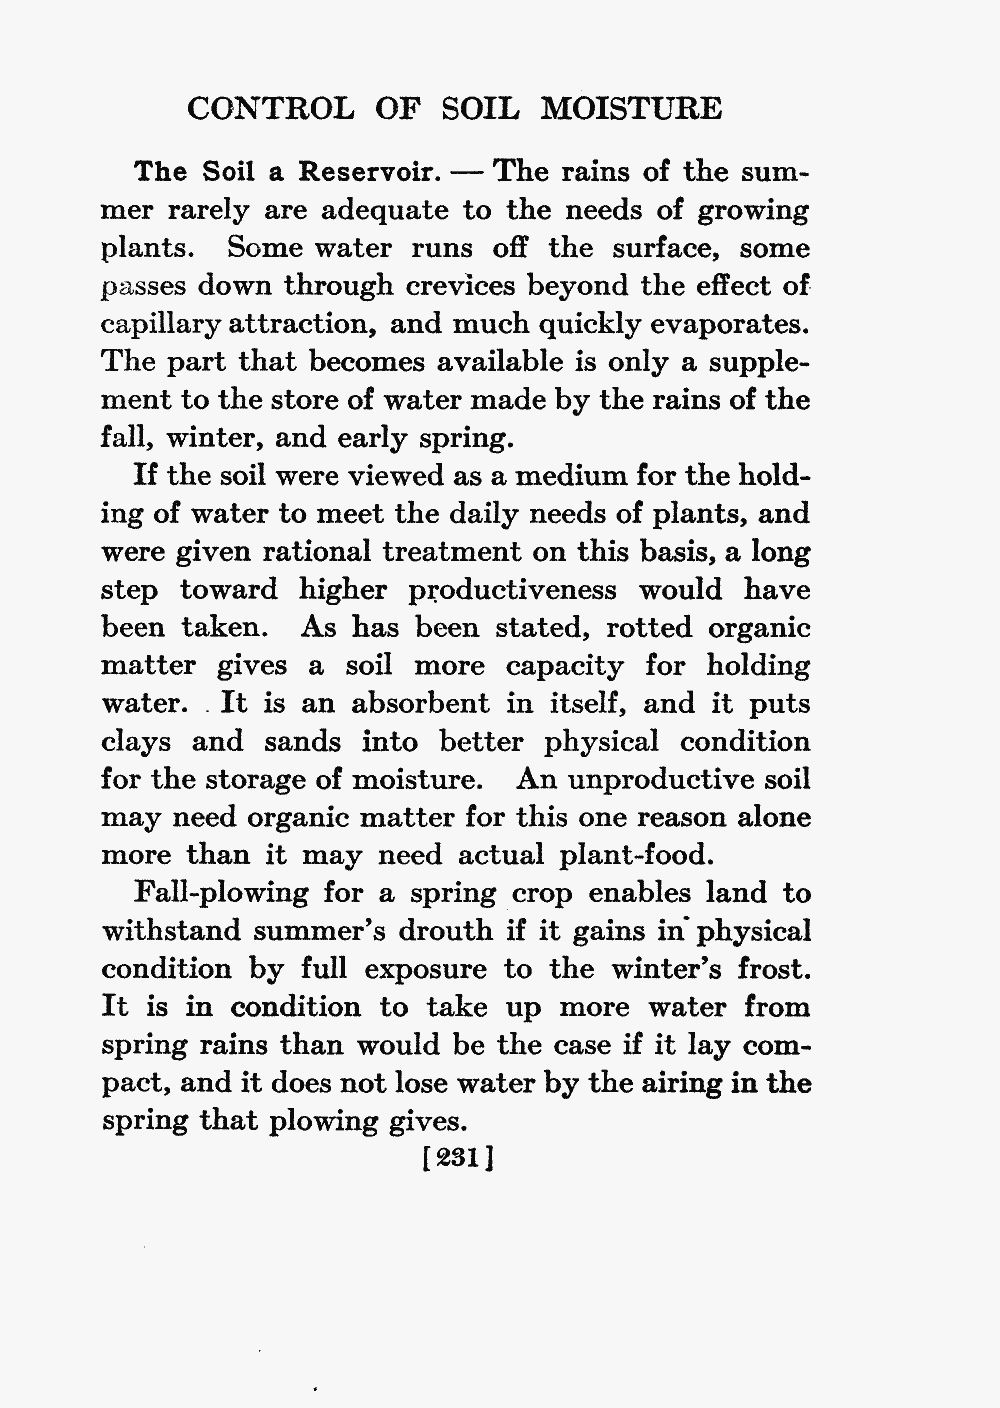 CONTROL OF SOIL MOISTURE
The Soil a Reservoir. — The rains of the sum-
mer rarely are adequate to the needs of growing
plants. Some water runs off the surface, some
passes down through crevices beyond the effect of
capillary attraction, and much quickly evaporates.
The part that becomes available is only a supple-
ment to the store of water made by the rains of the
fall, winter, and early spring.
If the soil were viewed as a medium for the hold-
ing of water to meet the daily needs of plants, and
were given rational treatment on this basis, a long
step toward higher productiveness would have
been taken. As has been stated, rotted organic
matter gives a soil more capacity for holding
water. It is an absorbent in itself, and it puts
clays and sands into better physical condition
for the storage of moisture. An unproductive soil
may need organic matter for this one reason alone
more than it may need actual plant-food.
Fall-plowing for a spring crop enables land to
withstand summer's drouth if it gains in physical
condition by full exposure to the winter's frost.
It is in condition to take up more water from
spring rains than would be the case if it lay com-
pact, and it does not lose water by the airing in the
spring that plowing gives.
[231]